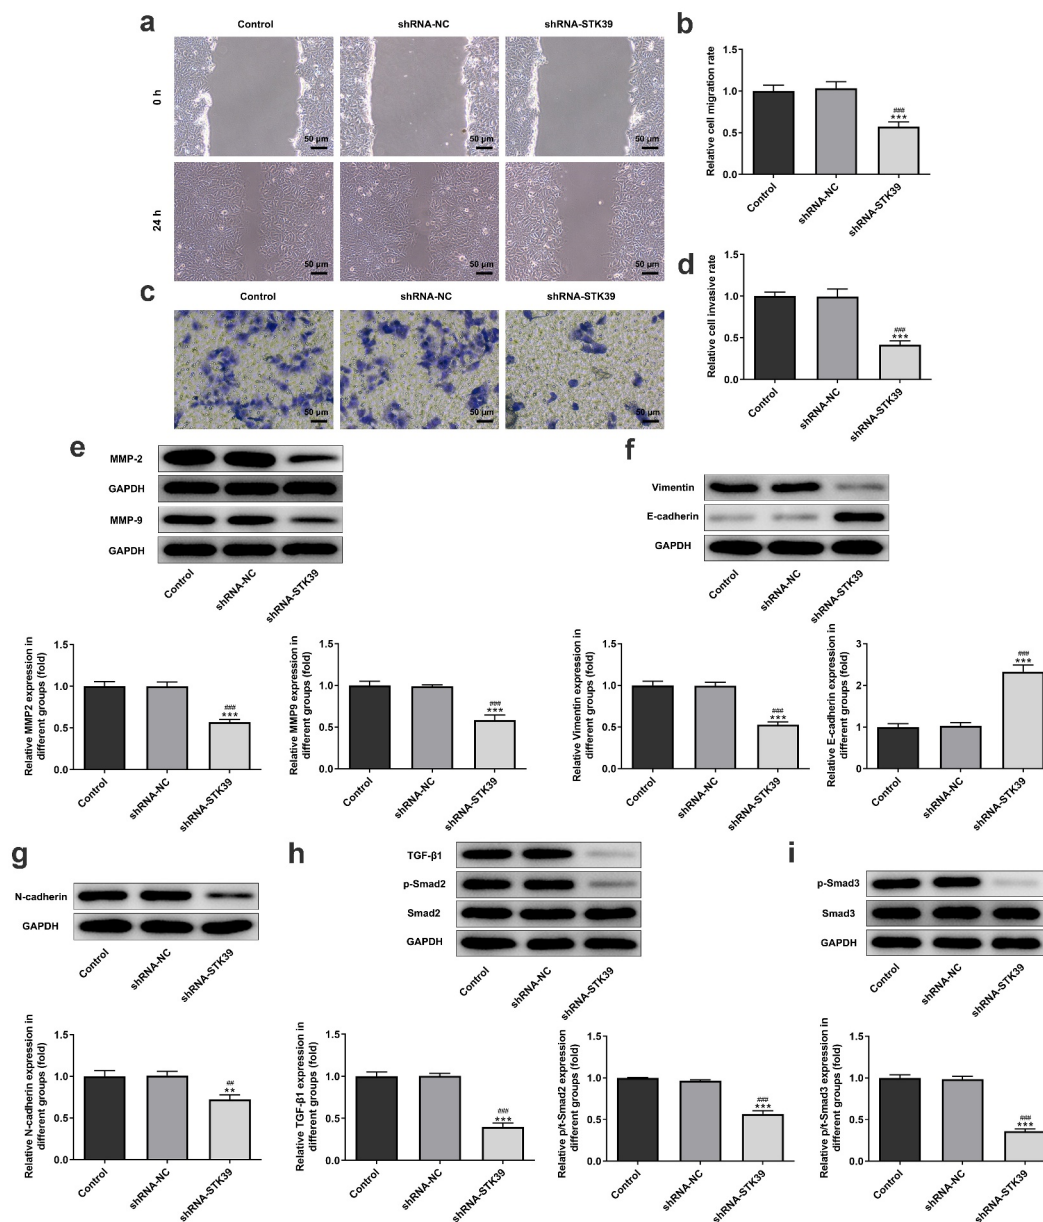 a
Control
shRNA-NC
shRNA-STK39
0 h
50 µm
50 µm
50 µm
24 h
50 µm
50 µm
50 µm
b
Relative cell migration rate
1.5
1.0
0.5
0.0
###
***
Control
shRNA-NC
shRNA-STK39
c
Control
shRNA-NC
shRNA-STK39
50 µm
50 µm
50 µm
d
Relative cell invasive rate
1.5
1.0
0.5
0.0
###
***
Control
shRNA-NC
shRNA-STK39
e
MMP-2
GAPDH
MMP-9
GAPDH
Control
shRNA-NC
shRNA-STK39
Relative MMP2 expression in
different groups (fold)
1.5
1.0
0.5
0.0
###
***
Control
shRNA-NC
shRNA-STK39
Relative MMP9 expression in
different groups (fold)
1.5
1.0
0.5
0.0
###
***
Control
shRNA-NC
shRNA-STK39
f
Vimentin
E-cadherin
GAPDH
Control
shRNA-NC
shRNA-STK39
Relative Vimentin expression in
different groups (fold)
1.5
1.0
0.5
0.0
###
***
Control
shRNA-NC
shRNA-STK39
Relative E-cadherin expression in
different groups (fold)
3
2
1
0
###
***
Control
shRNA-NC
shRNA-STK39
g
N-cadherin
GAPDH
Control
shRNA-NC
shRNA-STK39
Relative N-cadherin expression in
different groups (fold)
1.5
1.0
0.5
0.0
##
**
Control
shRNA-NC
shRNA-STK39
h
TGF-β1
p-Smad2
Smad2
GAPDH
Control
shRNA-NC
shRNA-STK39
Relative TGF-β1 expression in
different groups (fold)
1.5
1.0
0.5
0.0
###
***
Control
shRNA-NC
shRNA-STK39
Relative p/t-Smad2 expression in
different groups (fold)
1.5
1.0
0.5
0.0
###
***
Control
shRNA-NC
shRNA-STK39
i
p-Smad3
Smad3
GAPDH
Control
shRNA-NC
shRNA-STK39
Relative p/t-Smad3 expression in
different groups (fold)
1.5
1.0
0.5
0.0
###
***
Control
shRNA-NC
shRNA-STK39